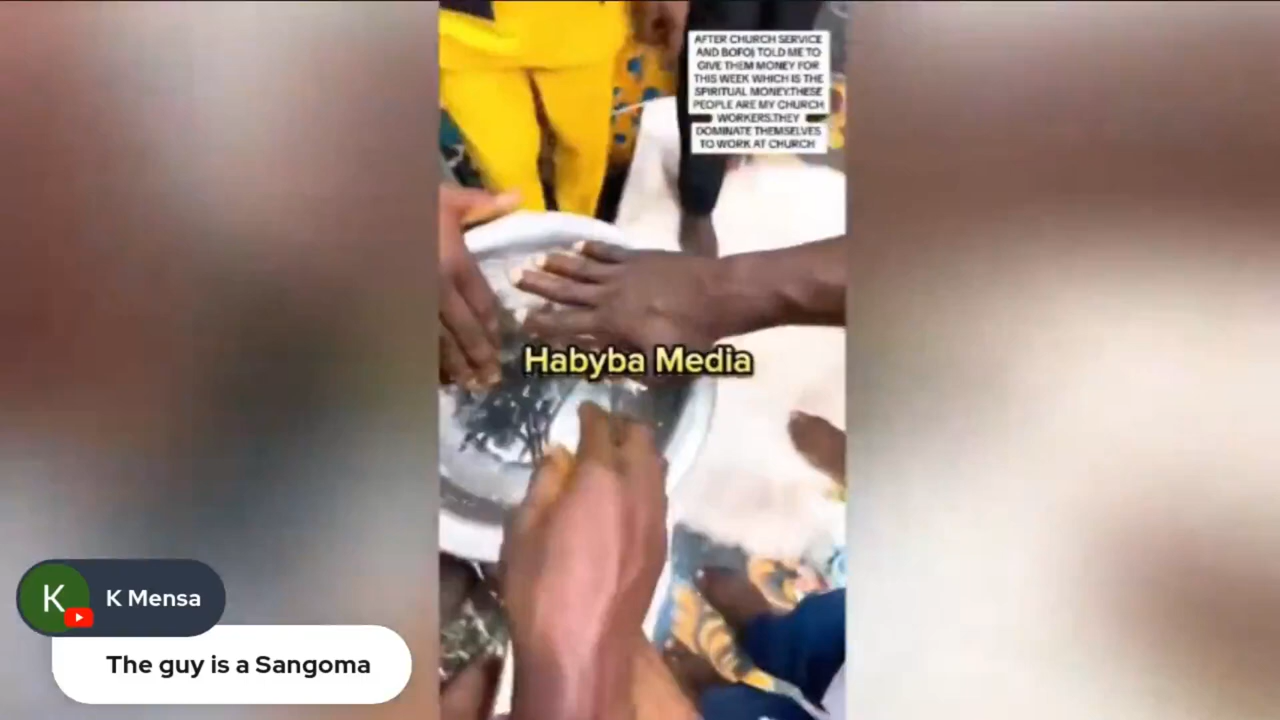 AFTER CHURCH SERVICE
AND BOFO) TOLD ME TO
GIVE THEM MONEY FOR
THIS WEEK WHICH IS THE
SPIRITUAL MONEY.THESE
PEOPLE ARE MY CHURCH
WORKERS.THEY
DOMINATE THEMSELVES
TO WORK AT CHURCH
Habyba Media
K
K Mensa
The guy is a Sangoma